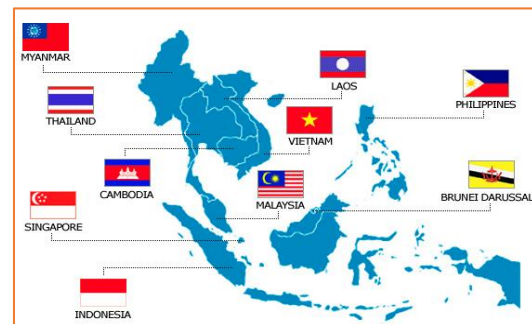 MYANMAR
LAOS
PHILIPPINES
THAILAND
VIETNAM
CAMBODIA
MALAYSIA
BRUNEI DARUSSAL
SINGAPORE
INDONESIA